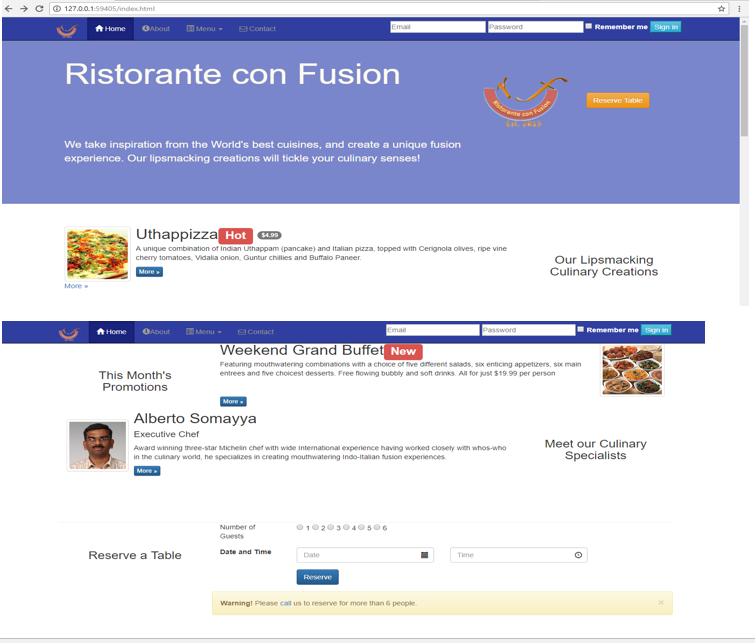 127.0.0.1:59405/index.html
Home About Menu Contact Email Password Remember me Sign in
Ristorante con Fusion
Ristorante con Fusion
Est. 2013
Reserve Table
We take inspiration from the World's best cuisines, and create a unique fusion
experience. Our lipsmacking creations will tickle your culinary senses!
Uthappizza Hot $4.99
A unique combination of Indian Uthappam (pancake) and Italian pizza, topped with Cerignola olives, ripe vine
cherry tomatoes, Vidalia onion, Guntur chillies and Buffalo Paneer.
More »
More »
Our Lipsmacking
Culinary Creations
Home About Menu Contact Email Password Remember me Sign in
This Month's
Promotions
Weekend Grand Buffet New
Featuring mouthwatering combinations with a choice of five different salads, six enticing appetizers, six main
entrees and five choicest desserts. Free flowing bubbly and soft drinks. All for just $19.99 per person
More »
Alberto Somayya
Executive Chef
Award winning three-star Michelin chef with wide International experience having worked closely with whos-who
in the culinary world, he specializes in creating mouthwatering Indo-Italian fusion experiences.
More »
Meet our Culinary
Specialists
Reserve a Table
Number of
Guests
1 2 3 4 5 6
Date and Time Date Time
Reserve
Warning! Please call us to reserve for more than 6 people. ×